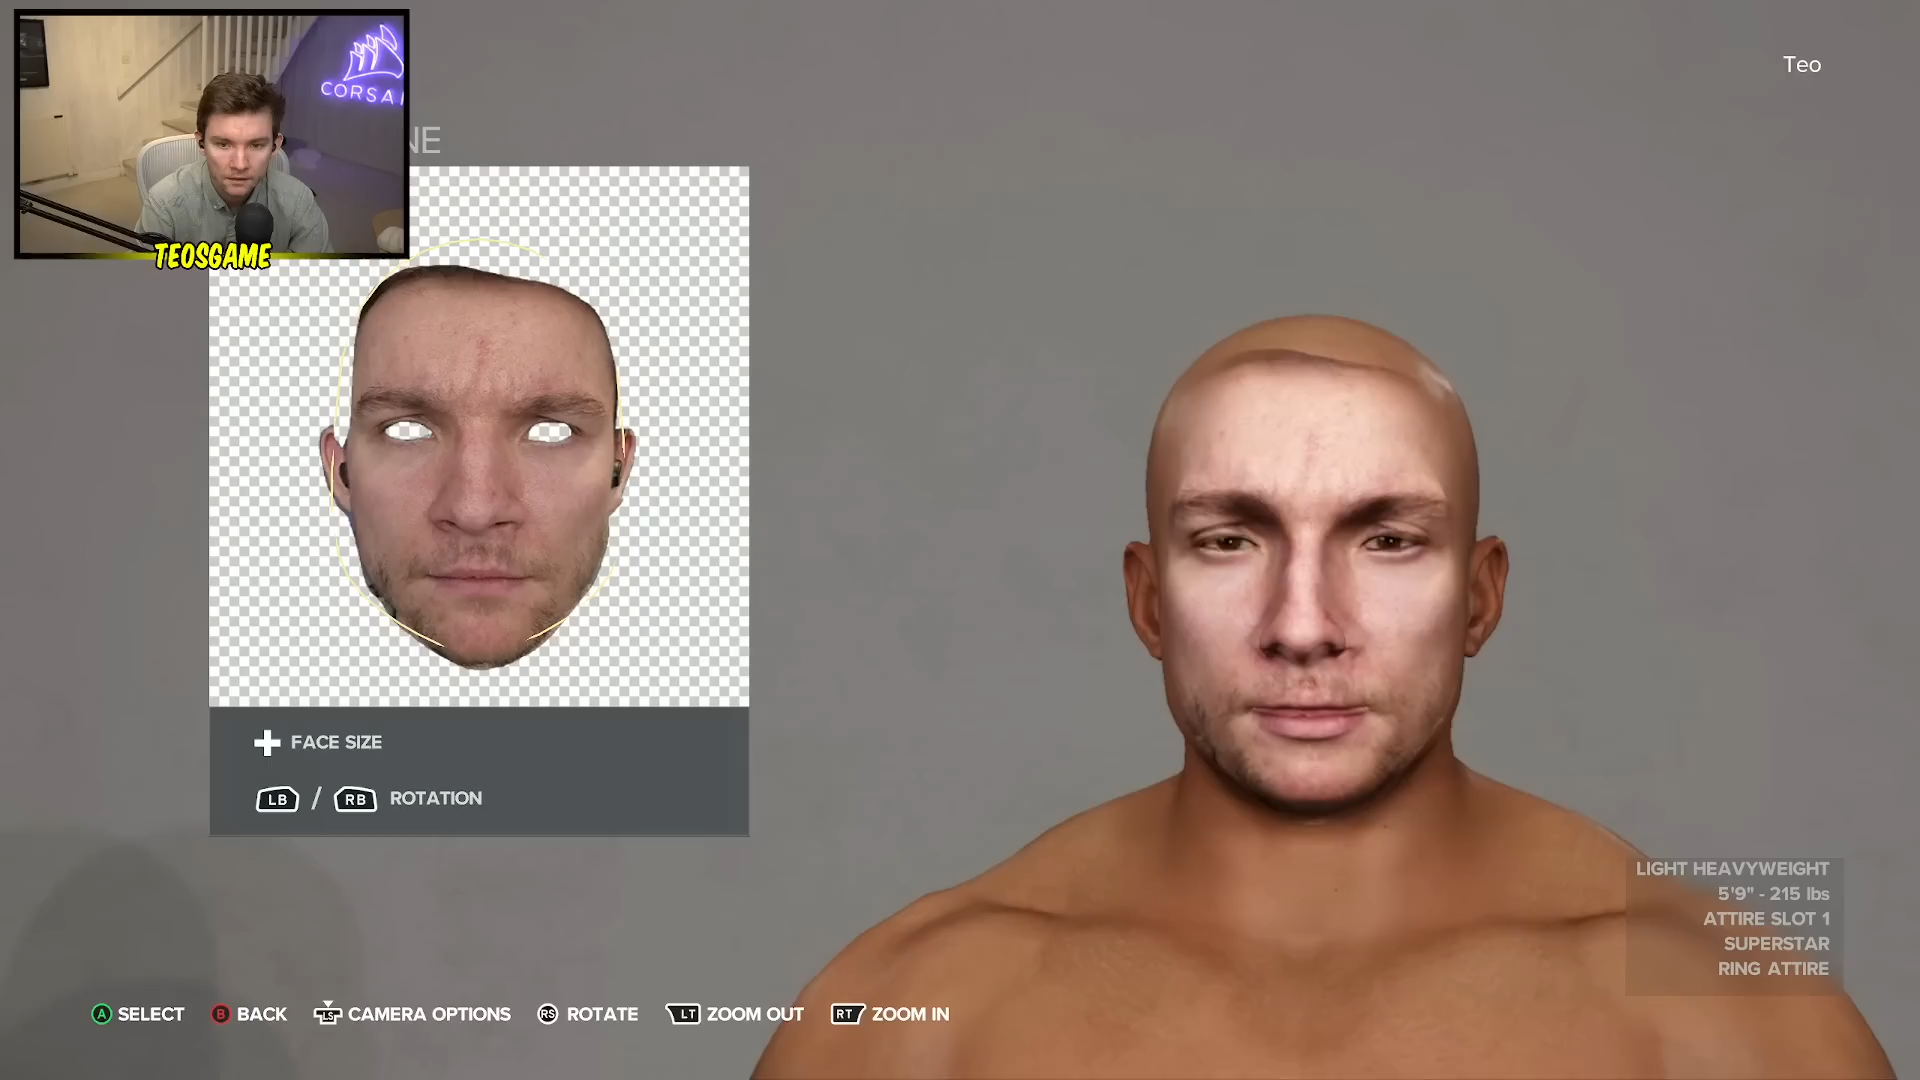 CORSAI
Teo
NE
TEOSGAME
FACE SIZE
LB / RB ROTATION
LIGHT HEAVYWEIGHT
5'9" - 215 lbs
ATTIRE SLOT 1
SUPERSTAR
RING ATTIRE
A SELECT B BACK LS CAMERA OPTIONS RS ROTATE LT ZOOM OUT RT ZOOM IN